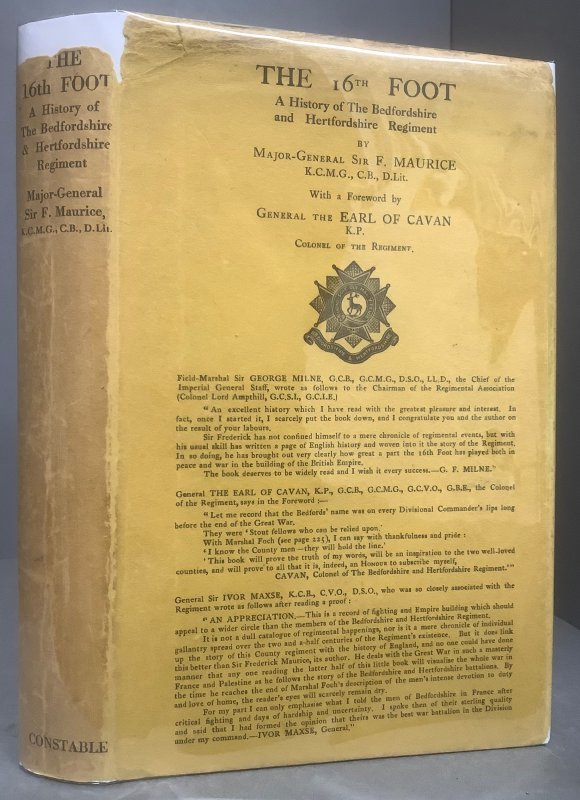 THE
16th FOOT
A History of
The Bedfordshire
& Hertfordshire
Regiment
Major-General
Sir F. Maurice,
K.C.M.G., C.B., D.Lit.
CONSTABLE
THE 16TH FOOT
A History of The Bedfordshire
and Hertfordshire Regiment
BY
MAJOR-GENERAL SIR F. MAURICE
K.C.M.G., C.B., D.Lit.
With a Foreword by
GENERAL THE EARL OF CAVAN
K.P.
COLONEL OF THE REGIMENT.
Field-Marshal Sir GEORGE MILNE, G.C.B., G.C.M.G., D.S.O., LL.D., the Chief of the
Imperial General Staff, wrote as follows to the Chairman of the Regimental Association
(Colonel Lord Ampthill, G.C.S.I., G.C.I.E.)
"An excellent history which I have read with the greatest pleasure and interest. In
fact, once I started it, I scarcely put the book down, and I congratulate you and the author on
the result of your labours.
Sir Frederick has not confined himself to a mere chronicle of regimental events, but with
his usual skill has written a page of English history and woven into it the story of the Regiment.
In so doing, he has brought out very clearly how great a part the 16th Foot has played both in
peace and war in the building of the British Empire.
The book deserves to be widely read and I wish it every success.—G. F. MILNE."
General THE EARL OF CAVAN, K.P., G.C.B., G.C.M.G., G.C.V.O., G.B.E., the Colonel
of the Regiment, says in the Foreword :—
"Let me record that the Bedfords' name was on every Divisional Commander's lips long
before the end of the Great War.
They were 'Stout fellows who can be relied upon.'
With Marshal Foch (see page 225), I can say with thankfulness and pride :
'I know the County men—they will hold the line.'
'This book will prove the truth of my words, will be an inspiration to the two well-loved
counties, and will prove to all that it is, indeed, an Honour to subscribe myself,
CAVAN, Colonel of The Bedfordshire and Hertfordshire Regiment.'"
General Sir IVOR MAXSE, K.C.B., C.V.O., D.S.O., who was so closely associated with the
Regiment wrote as follows after reading a proof :
"AN APPRECIATION.—This is a record of fighting and Empire building which should
appeal to a wider circle than the members of the Bedfordshire and Hertfordshire Regiment.
It is not a dull catalogue of regimental happenings, nor is it a mere chronicle of individual
gallantry spread over the two and a-half centuries of the Regiment's existence. But it does link
up the story of this County regiment with the history of England, and no one could have done
this better than Sir Frederick Maurice, its author. He deals with the Great War in such a masterly
manner that any one reading the latter half of this little book will visualise the whole war in
France and Palestine as he follows the story of the Bedfordshire and Hertfordshire battalions. By
the time he reaches the end of Marshal Foch's description of the men's intense devotion to duty
and love of home, the reader's eyes will scarcely remain dry.
For my part I can only emphasise what I told the men of Bedfordshire in France after
critical fighting and days of hardship and uncertainty. I spoke then of their sterling quality
and said that I had formed the opinion that theirs was the best war battalion in the Division
under my command.—IVOR MAXSE, General."